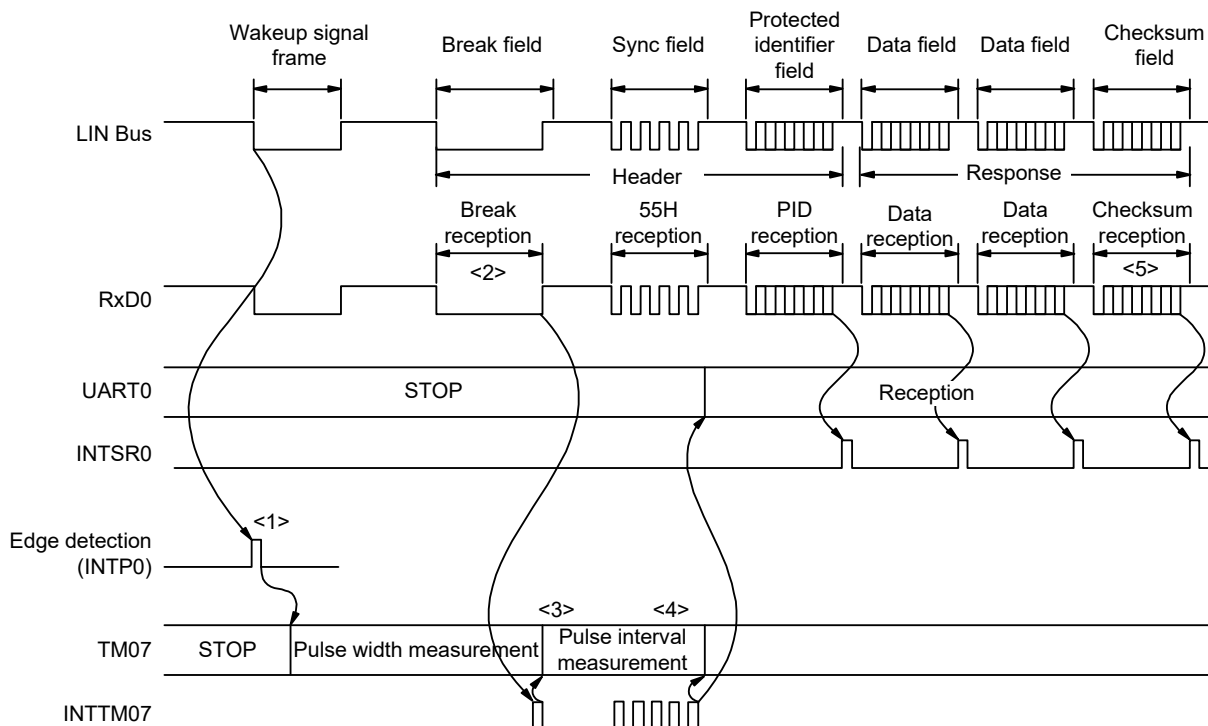 Wakeup signal
frame
Break field
Sync field
Protected
identifier
field
Data field
Data field
Checksum
field
LIN Bus
Header
Response
Break
reception
<2>
55H
reception
PID
reception
Data
reception
Data
reception
Checksum
reception
<5>
RxD0
UART0
STOP
Reception
INTSR0
<1>
Edge detection
(INTP0)
<3>
<4>
TM07
STOP
Pulse width measurement
Pulse interval
measurement
INTTM07